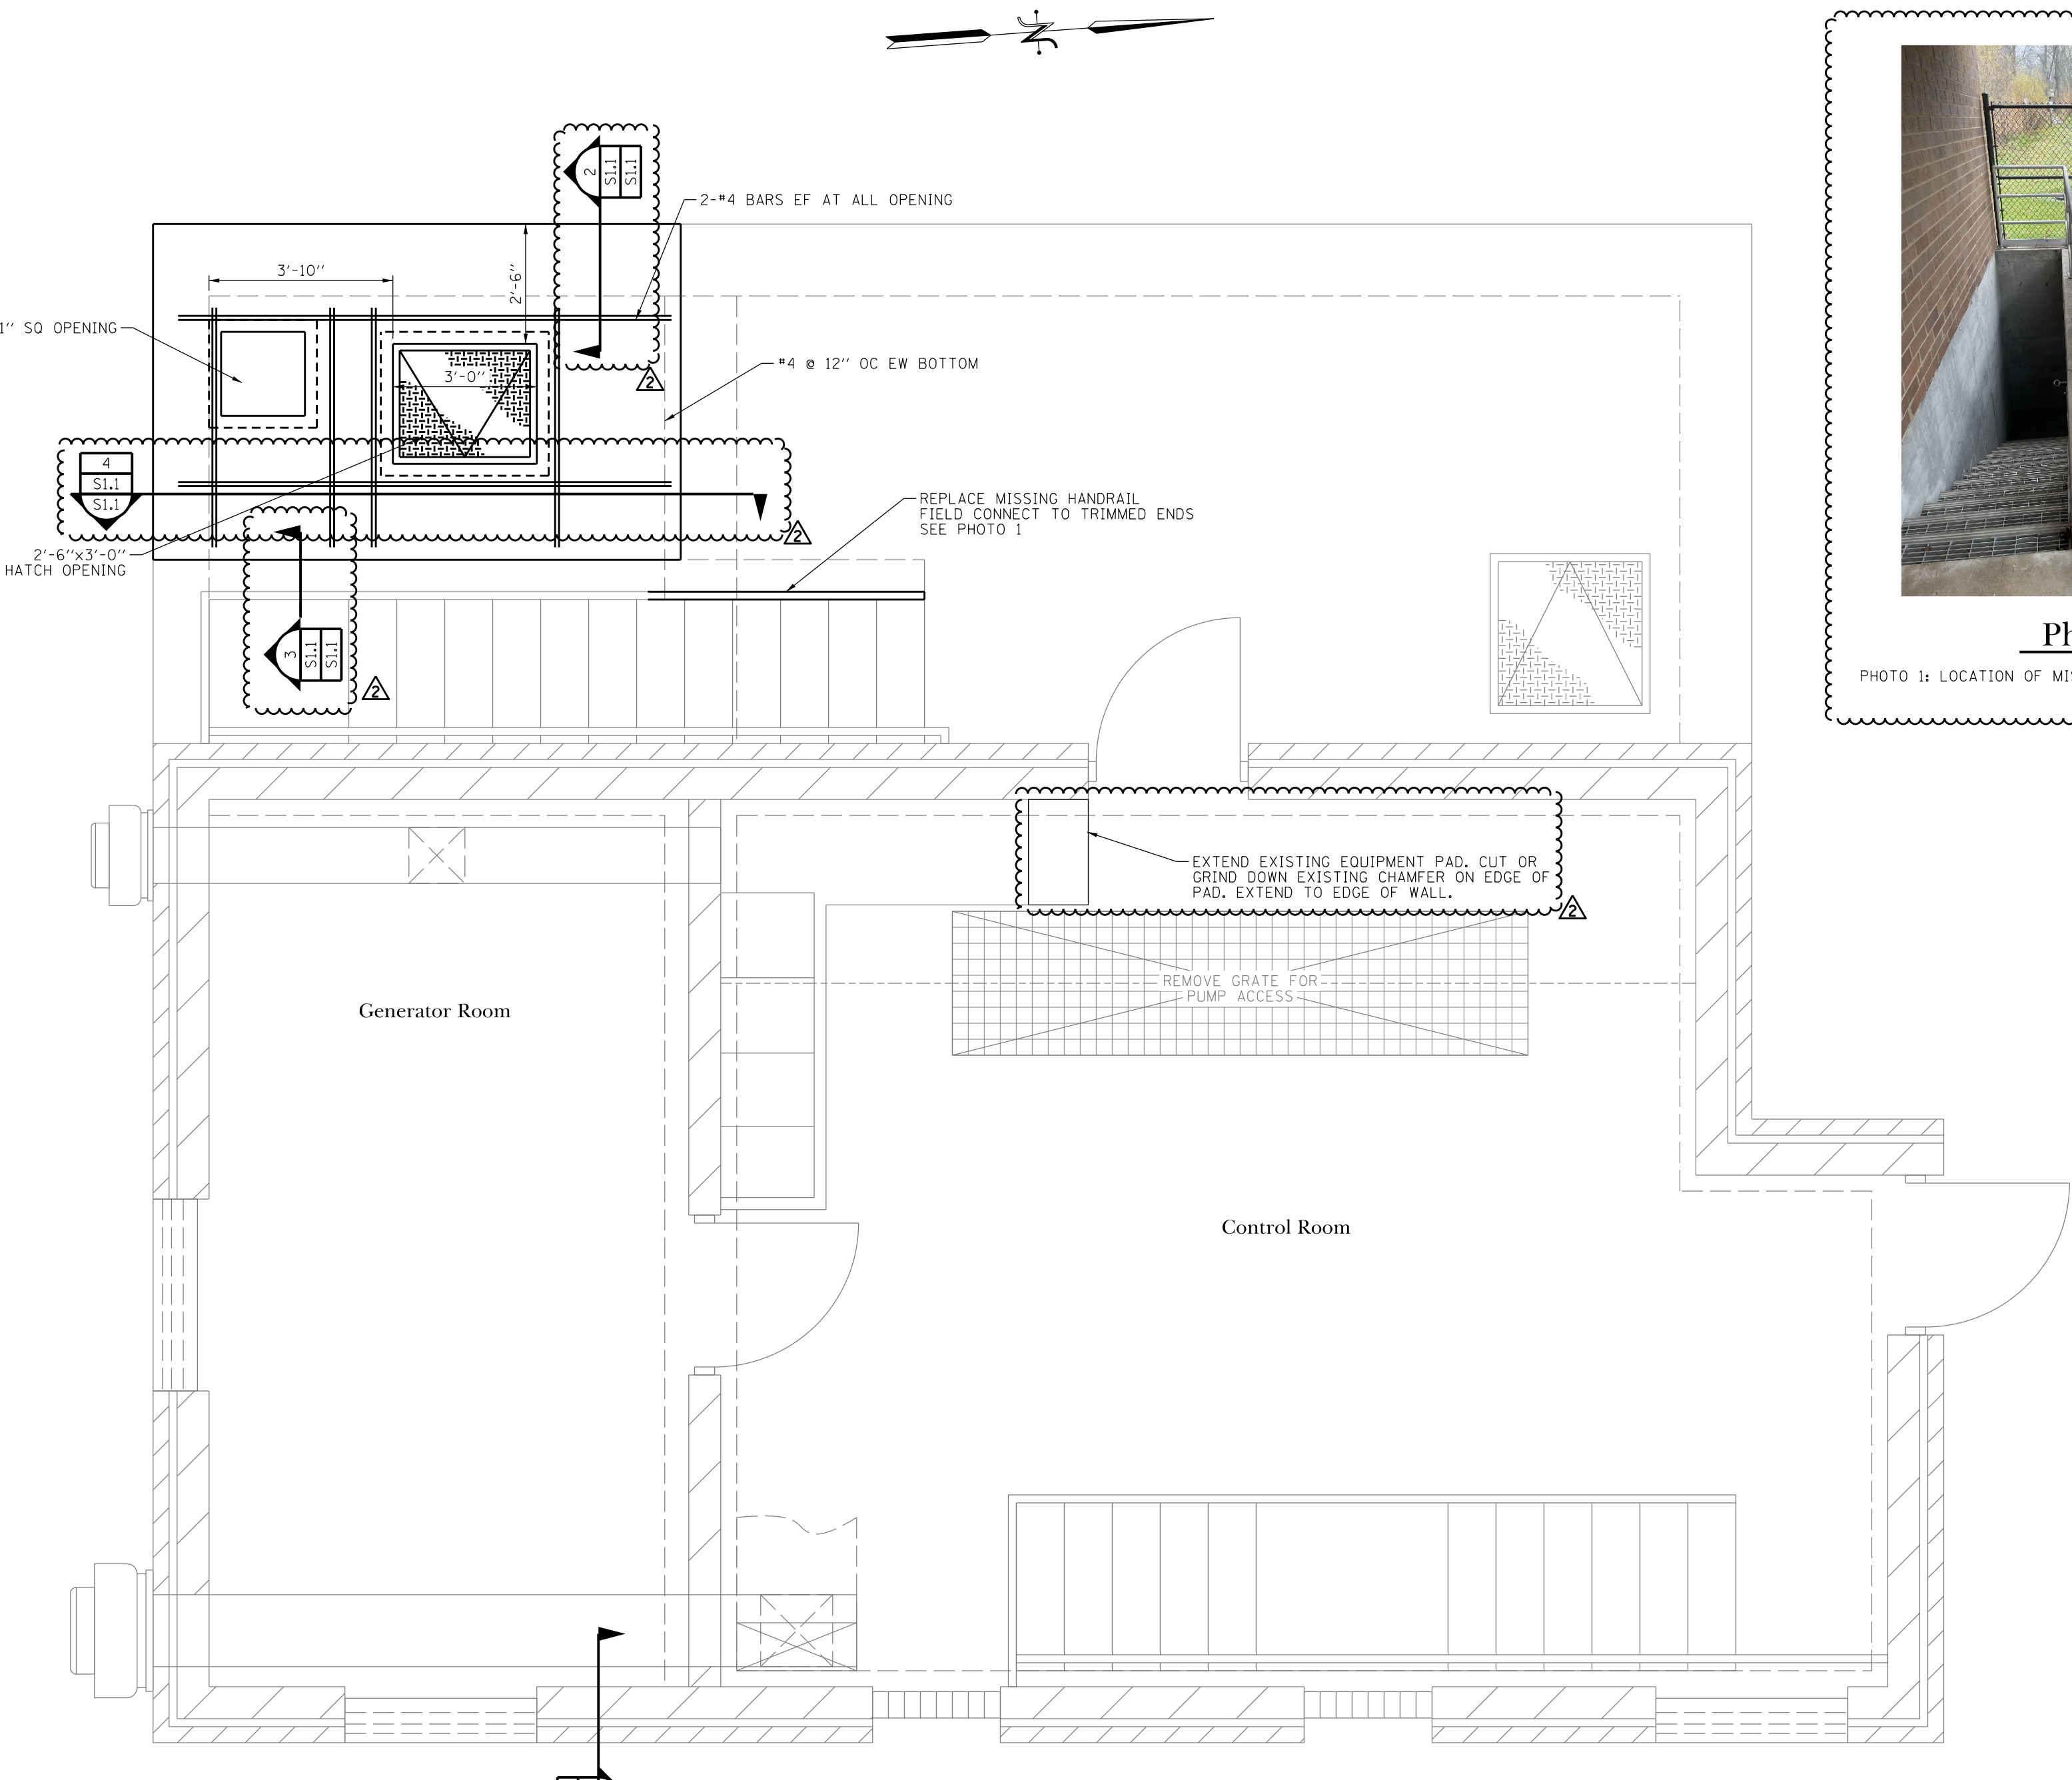 N
2
S1.1
S1.1
2-#4 BARS EF AT ALL OPENING
3'-10"
2'-6"
1" SQ OPENING
#4 @ 12" OC EW BOTTOM
3'-0"
2
4
S1.1
S1.1
REPLACE MISSING HANDRAIL
FIELD CONNECT TO TRIMMED ENDS
SEE PHOTO 1
2
2'-6"x3'-0"
HATCH OPENING
3
S1.1
S1.1
2
PHOTO 1: LOCATION OF
EXTEND EXISTING EQUIPMENT PAD. CUT OR
GRIND DOWN EXISTING CHAMFER ON EDGE OF
PAD. EXTEND TO EDGE OF WALL.
2
REMOVE GRATE FOR
PUMP ACCESS
Generator Room
Control Room